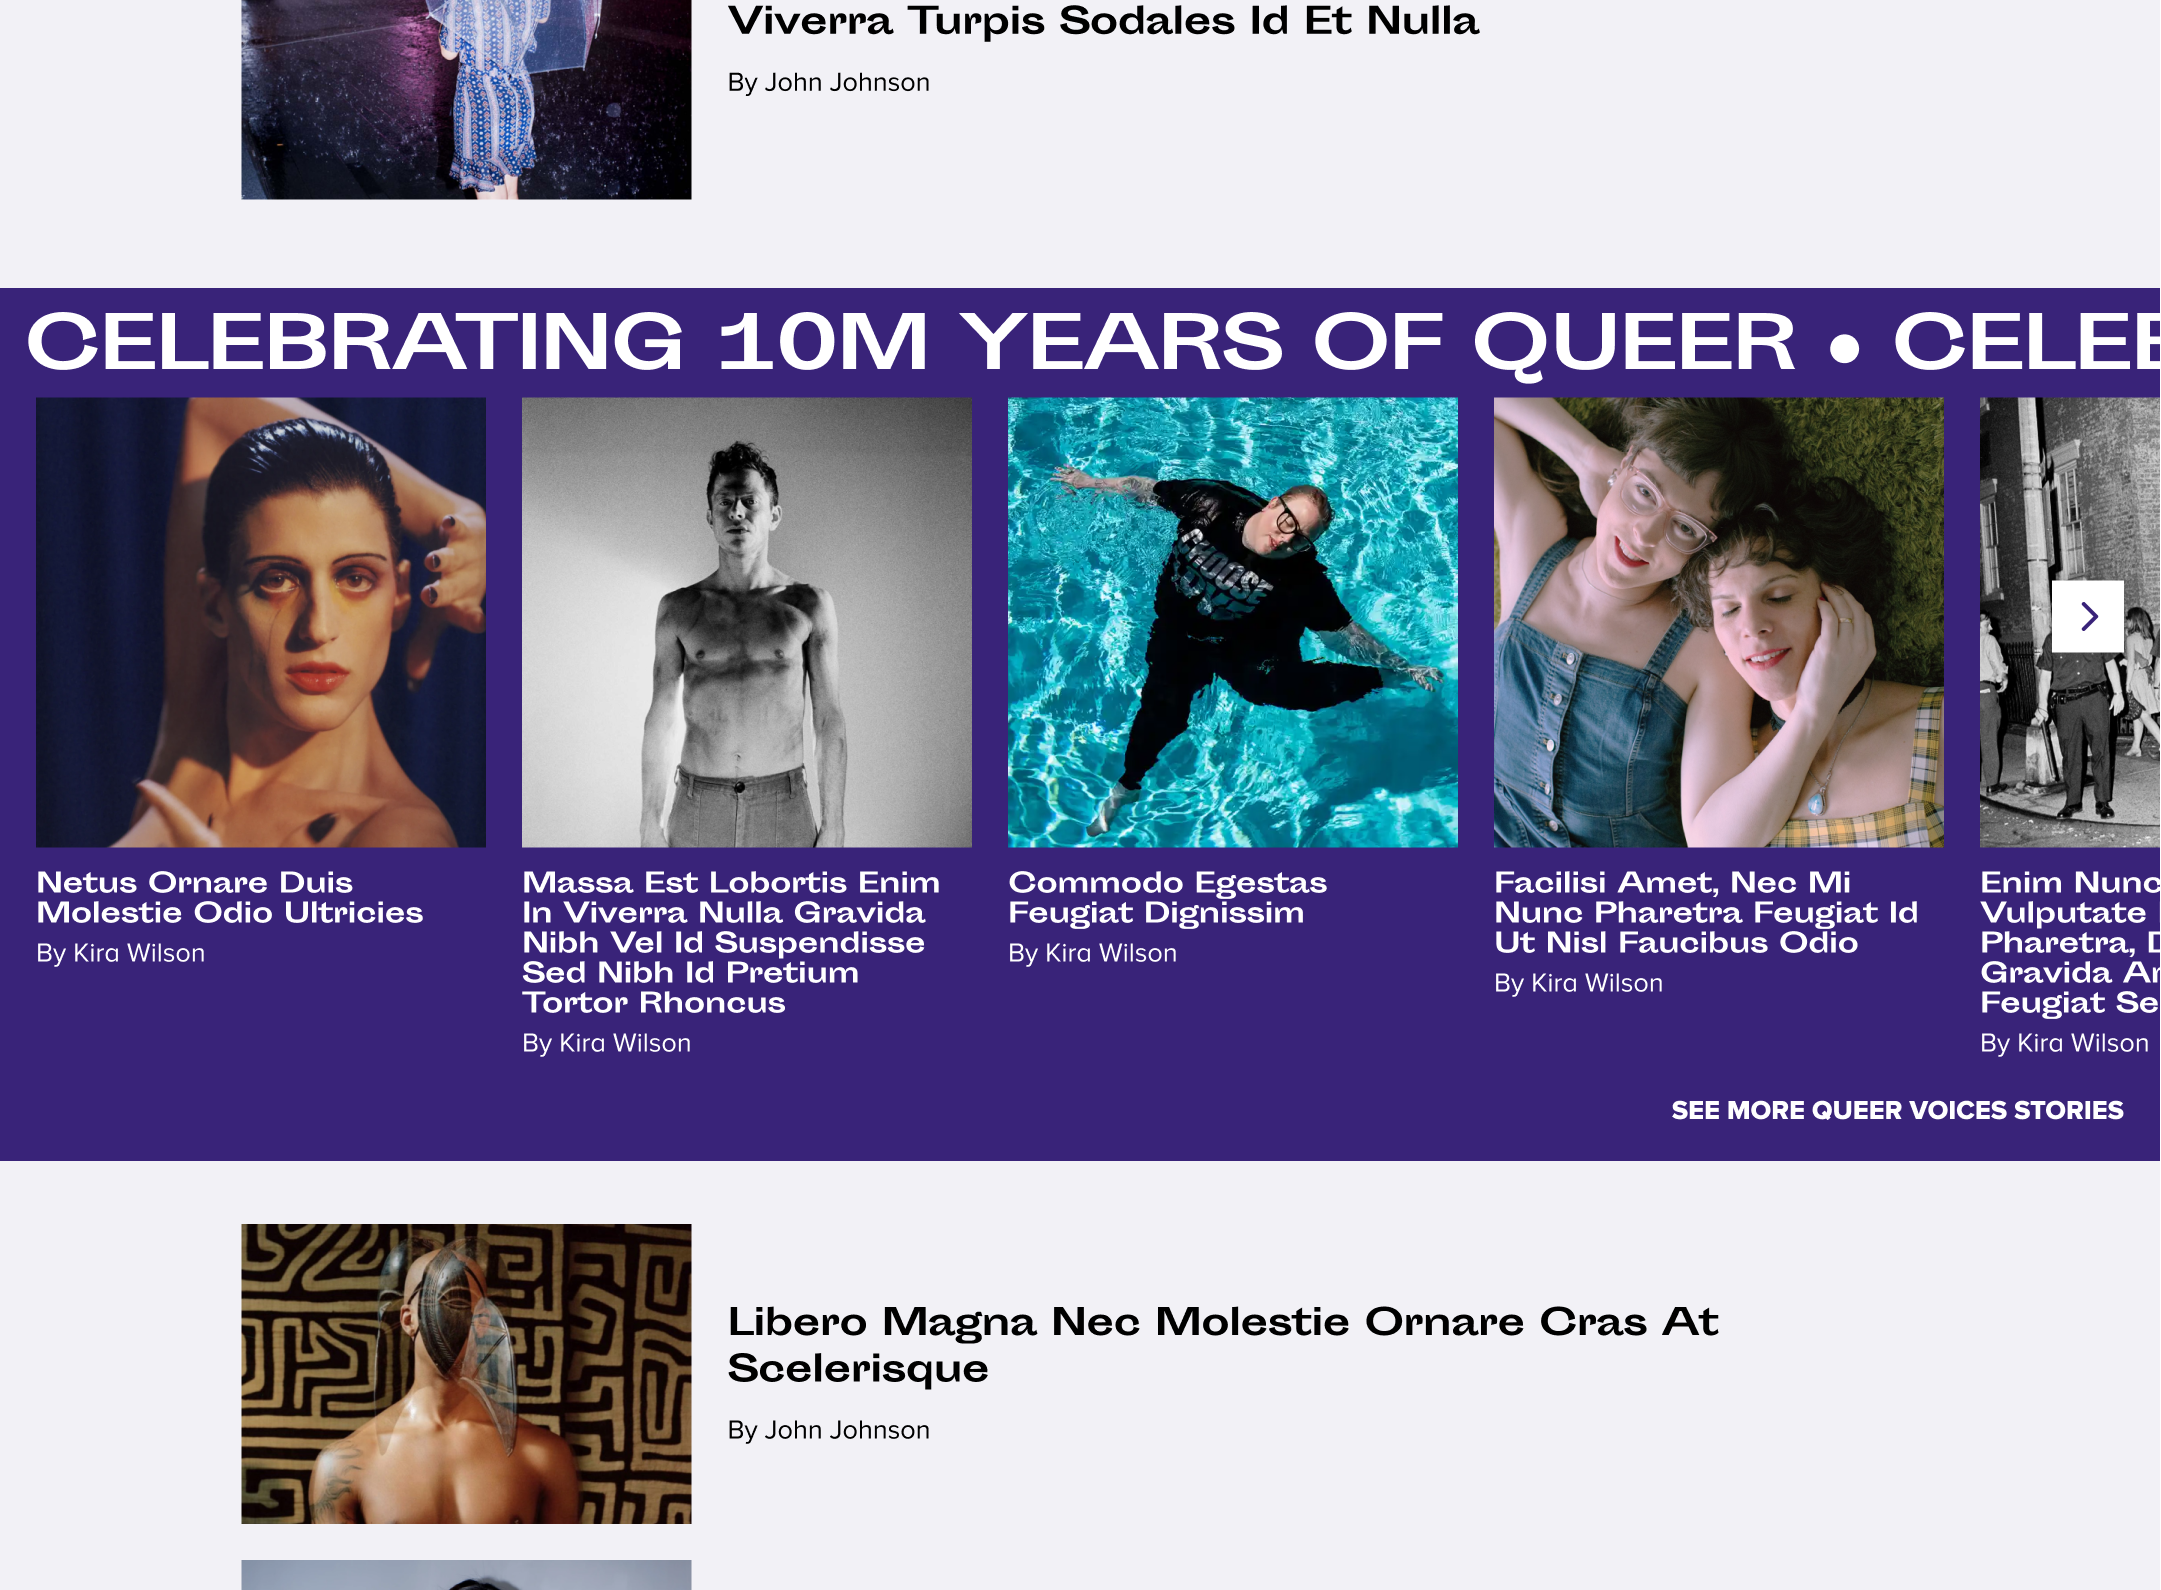 Viverra Turpis Sodales Id Et Nulla
By John Johnson
CELEBRATING 10M YEARS OF QUEER • CELEB
CHOOSE
Netus Ornare Duis
Molestie Odio Ultricies
By Kira Wilson
Massa Est Lobortis Enim
In Viverra Nulla Gravida
Nibh Vel Id Suspendisse
Sed Nibh Id Pretium
Tortor Rhoncus
By Kira Wilson
Commodo Egestas
Feugiat Dignissim
By Kira Wilson
Facilisi Amet, Nec Mi
Nunc Pharetra Feugiat Id
Ut Nisl Faucibus Odio
By Kira Wilson
Enim Nunc
Vulputate
Pharetra,
Gravida
Feugiat
By Kira Wilson
SEE MORE QUEER VOICES STORIES
Libero Magna Nec Molestie Ornare Cras At
Scelerisque
By John Johnson